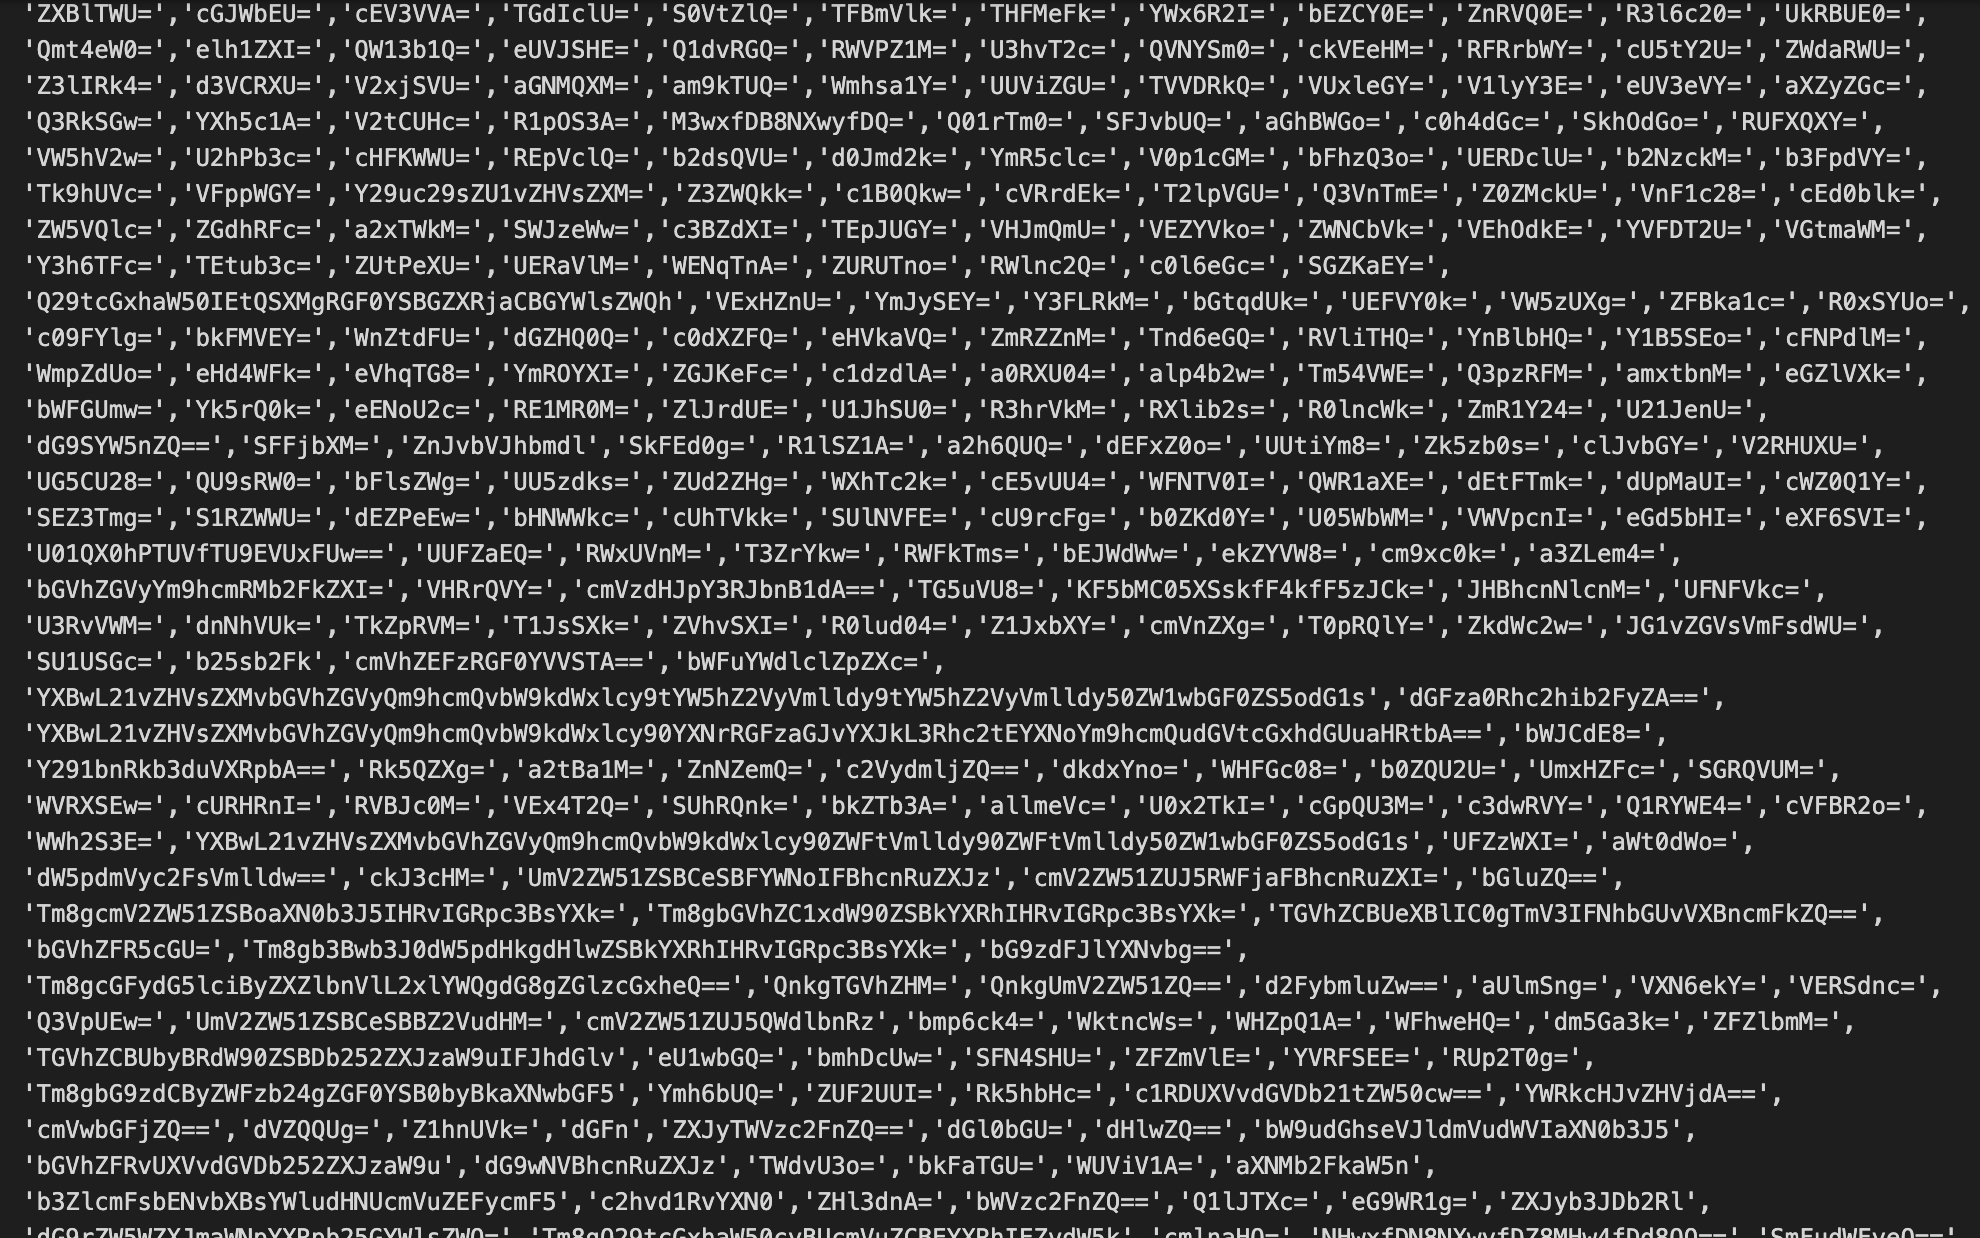 'ZXBlTWU=','cGJWbEU=','cEV3VVA=','TGdIclU=','S0VtZlQ=','TFBmVlk=','THFMeFk=','YWx6R2I=','bEZCY0E=','ZnRVQ0E=','R3l6c20=','UkRBUE0=',
'Qmt4eW0=','elh1ZXI=','QW13b1Q=','eUVJSHE=','Q1dvRGQ=','RWVPZ1M=','U3hvT2c=','QVNYSm0=','ckVEeHM=','RFRrbWY=','cU5tY2U=','ZWdaRWU=',
'Z3lIRk4=','d3VCRXU=','V2xjSVU=','aGNMQXM=','am9kTUQ=','Wmhsa1Y=','UUViZGU=','TVVDRkQ=','VUxleGY=','V1lyY3E=','eUV3eVY=','aXZyZGc=',
'Q3RkSGw=','YXh5c1A=','V2tCUHc=','R1pOS3A=','M3wxfDB8NXwyfDQ=','Q01rTm0=','SFJvbUQ=','aGhBWGo=','c0h4dGc=','SkhOdGo=','RUFXQXY=',
'VW5hV2w=','U2hPb3c=','cHFKWWU=','REpVclQ=','b2dsQVU=','d0Jmd2k=','YmR5clc=','V0p1cGM=','bFhzQ3o=','UERDclU=','b2NzckM=','b3FpdVY=',
'Tk9hUVc=','VFppWGY=','Y29uc29sZU1vZHVsZXM=','Z3ZWQkk=','c1B0Qkw=','cVRrdEk=','T2lpVGU=','Q3VnTmE=','Z0ZMckU=','VnF1c28=','cEd0blk=',
'ZW5VQlc=','ZGdhRFc=','a2xTWkM=','SWJzeWw=','c3BZdXI=','TEpJUGY=','VHJmQmU=','VEZYVko=','ZWNCbVk=','VEhOdkE=','YVFDT2U=','VGtmaWM=',
'Y3h6TFc=','TEtub3c=','ZUtPeXU=','UERaVlM=','WENqTnA=','ZURUTno=','RWlnc2Q=','c0l6eGc=','SGZKaEY=',
'Q29tcGxhaW50IEtQSXMgRGF0YSBGZXRjaCBGYWlsZWQh','VExHZnU=','YmJySEY=','Y3FLRkM=','bGtqdUk=','UEFVY0k=','VW5zUXg=','ZFBka1c=','R0xSYUo=',
'c09FYlg=','bkFMVEY=','WnZtdFU=','dGZHQ0Q=','c0dXZFQ=','eHVkaVQ=','ZmRZZnM=','Tnd6eGQ=','RVliTHQ=','YnBlbHQ=','Y1B5SEo=','cFNPdlM=',
'WmpZdUo=','eHd4WFk=','eVhqTG8=','YmROYXI=','ZGJKeFc=','c1dzdlA=','a0RXU04=','alp4b2w=','Tm54VWE=','Q3pzRFM=','amxtbnM=','eGZlVXk=',
'bWFGUmw=','Yk5rQ0k=','eENoU2c=','RE1MR0M=','ZlJrdUE=','U1JhSU0=','R3hrVkM=','RXlib2s=','R0lncWk=','ZmR1Y24=','U21JenU=',
'dG9SYW5nZQ==','SFFjbXM=','ZnJvbVJhbmdl','SkFEd0g=','R1lSZ1A=','a2h6QUQ=','dEFxZ0o=','UUtiYm8=','Zk5zb0s=','clJvbGY=','V2RHUXU=',
'UG5CU28=','QU9sRW0=','bFlsZWg=','UU5zdks=','ZUd2ZHg=','WXhTc2k=','cE5vUU4=','WFNTV0I=','QWR1aXE=','dEtFTmk=','dUpMaUI=','cWZ0Q1Y=',
'SEZ3Tmg=','S1RZWWU=','dEZPeEw=','bHNWWkc=','cUhTVkk=','SUlNVFE=','cU9rcFg=','b0ZKd0Y=','U05WbWM=','VWVpcnI=','eGd5bHI=','eXF6SVI=',
'U01QX0hPTUVfTU9EVUxFUw==','UUFZaEQ=','RWxUVnM=','T3ZrYkw=','RWFkTms=','bEJWdWw=','ekZYVW8=','cm9xc0k=','a3ZLem4=',
'bGVhZGVyYm9hcmRMb2FkZXI=','VHRrQVY=','cmVzdHJpY3RJbnB1dA==','TG5uVU8=','KF5bMC05XSskfF4kfF5zJCk=','JHBhcnNlcnM=','UFNFVkc=',
'U3RvVWM=','dnNhVUk=','TkZpRVM=','T1JsSXk=','ZVhvSXI=','R0lud04=','Z1JxbXY=','cmVnZXg=','T0pRQlY=','ZkdWc2w=','JG1vZGVsVmFsdWU=',
'SU1USGc=','b25sb2Fk','cmVhZEFzRGF0YVVSTA==','bWFuYWdlclZpZXc=',
'YXBwL21vZHVsZXMvbGVhZGVyQm9hcmQvbW9kdWxlcy9tYW5hZ2VyVmlldy9tYW5hZ2VyVmlldy50ZW1wbGF0ZS5odG1s','dGFza0Rhc2hib2FyZA==',
'YXBwL21vZHVsZXMvbGVhZGVyQm9hcmQvbW9kdWxlcy90YXNrRGFzaGJvYXJkL3Rhc2tEYXNoYm9hcmQudGVtcGxhdGUuaHRtbA==','bWJCdE8=',
'Y291bnRkb3duVXRpbA==','Rk5QZXg=','a2tBa1M=','ZnNZemQ=','c2VydmljZQ==','dkdxYno=','WHFGc08=','b0ZQU2U=','UmxHZFc=','SGRQVUM=',
'WVRXSEw=','cURHRnI=','RVBJc0M=','VEx4T2Q=','SUhRQnk=','bkZTb3A=','allmeVc=','U0x2TkI=','cGpQU3M=','c3dwRVY=','Q1RYWE4=','cVFBR2o=',
'WWh2S3E=','YXBwL21vZHVsZXMvbGVhZGVyQm9hcmQvbW9kdWxlcy90ZWFtVmlldy90ZWFtVmlldy50ZW1wbGF0ZS5odG1s','UFZzWXI=','aWt0dWo=',
'dW5pdmVyc2FsVmlldw==','ckJ3cHM=','UmV2ZW51ZSBCeSBFYWNoIFBhcnRuZXJz','cmV2ZW51ZUJ5RWFjaFBhcnRuZXI=','bGluZQ==',
'Tm8gcmV2ZW51ZSBoaXN0b3J5IHRvIGRpc3BsYXk=','Tm8gbGVhZC1xdW90ZSBkYXRhIHRvIGRpc3BsYXk=','TGVhZCBUeXBlIC0gTmV3IFNhbGUvVXBncmFkZQ==',
'bGVhZFR5cGU=','Tm8gb3Bwb3J0dW5pdHkgdHlwZSBkYXRhIHRvIGRpc3BsYXk=','bG9zdFJlYXNvbg==',
'Tm8gcGFydG5lciByZXZlbnVlL2xlYWQgdG8gZGlzcGxheQ==','QnkgTGVhZHM=','QnkgUmV2ZW51ZQ==','d2FybmluZw==','aUlmSng=','VXN6ekY=','VERSdnc=',
'Q3VpUEw=','UmV2ZW51ZSBCeSBBZ2VudHM=','cmV2ZW51ZUJ5QWdlbnRz','bmp6ck4=','WktncWs=','WHZpQ1A=','WFhweHQ=','dm5Ga3k=','ZFZlbmM=',
'TGVhZCBUbyBRdW90ZSBDb252ZXJzaW9uIFJhdGlv','eU1wbGQ=','bmhDcUw=','SFN4SHU=','ZFZmVlE=','YVRFSEE=','RUp2T0g=',
'Tm8gbG9zdCByZWFzb24gZGF0YSB0byBkaXNwbGF5','Ymh6bUQ=','ZUF2UUI=','Rk5hbHc=','c1RDUXVvdGVDb21tZW50cw==','YWRkcHJvZHVjdA==',
'cmVwbGFjZQ==','dVZQQUg=','Z1hnUVk=','dGFn','ZXJyTWVzc2FnZQ==','dGl0bGU=','dHlwZQ==','bW9udGhseVJldmVudWVIaXN0b3J5',
'bGVhZFRvUXVvdGVDb252ZXJzaW9u','dG9wNVBhcnRuZXJz','TWdvU3o=','bkFaTGU=','WUViV1A=','aXNMb2FkaW5n',
'b3ZlcmFsbENvbXBsYWludHNUcmVuZEFycmF5','c2hvd1RvYXN0','ZHl3dnA=','bWVzc2FnZQ==','Q1lJTXc=','eG9WR1g=','ZXJyb3JDb2Rl',